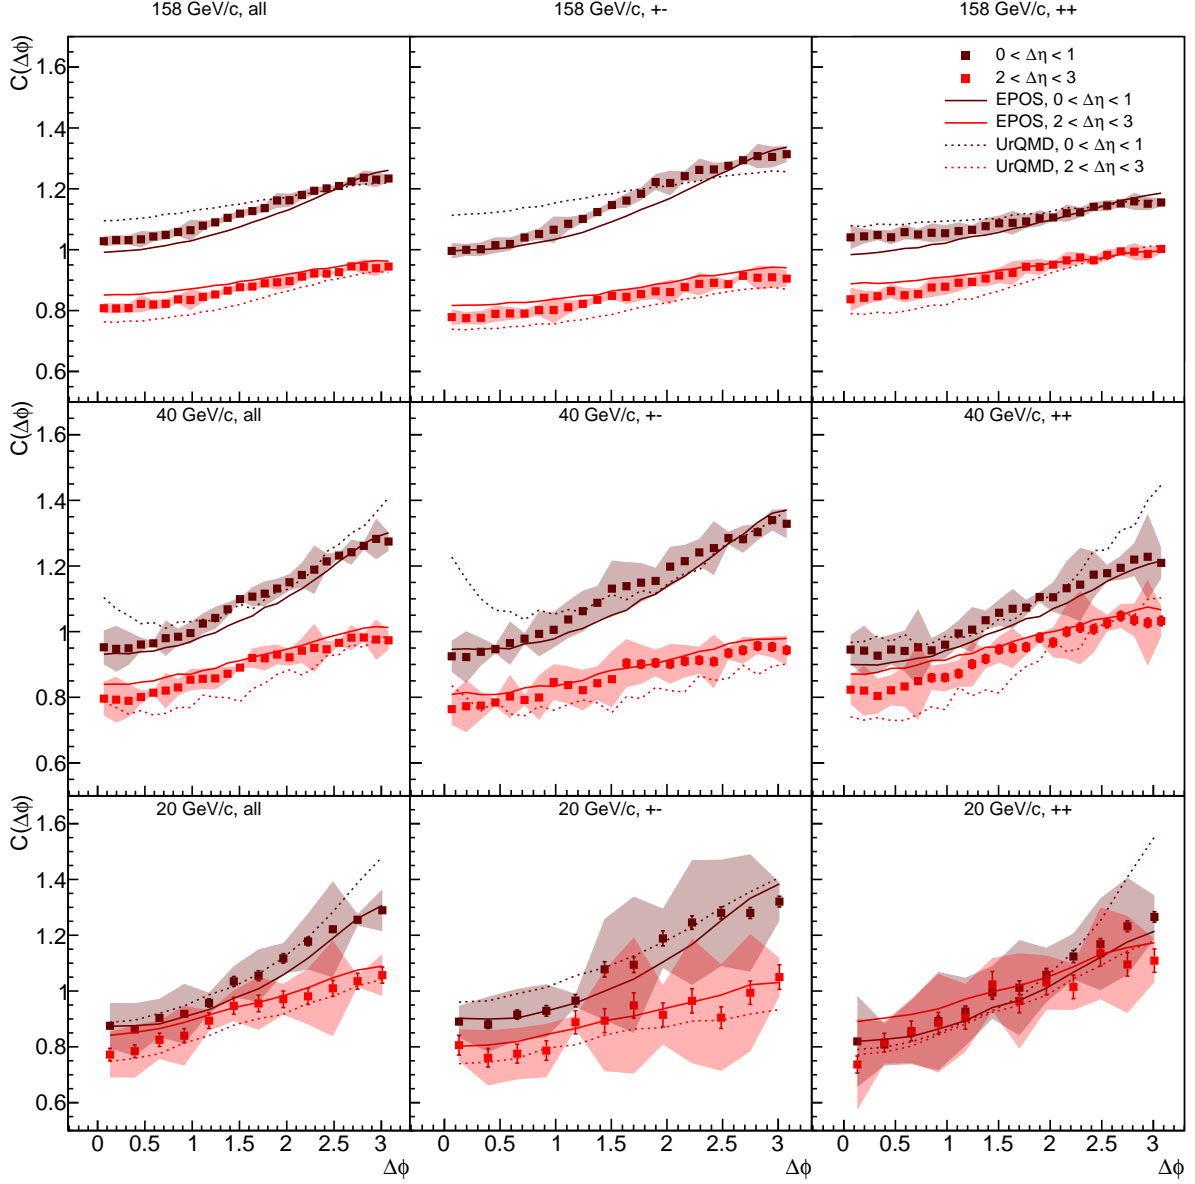 158 GeV/c, all
158 GeV/c, +-
158 GeV/c, ++
C(Δϕ)
1.6
1.4
1.2
1
0.8
0.6
0 < Δη < 1
2 < Δη < 3
EPOS, 0 < Δη < 1
EPOS, 2 < Δη < 3
UrQMD, 0 < Δη < 1
UrQMD, 2 < Δη < 3
40 GeV/c, all
40 GeV/c, +-
40 GeV/c, ++
C(Δϕ)
1.6
1.4
1.2
1
0.8
0.6
20 GeV/c, all
20 GeV/c, +-
20 GeV/c, ++
C(Δϕ)
1.6
1.4
1.2
1
0.8
0.6
0 0.5 1 1.5 2 2.5 3
0 0.5 1 1.5 2 2.5 3
0 0.5 1 1.5 2 2.5 3
Δϕ
Δϕ
Δϕ